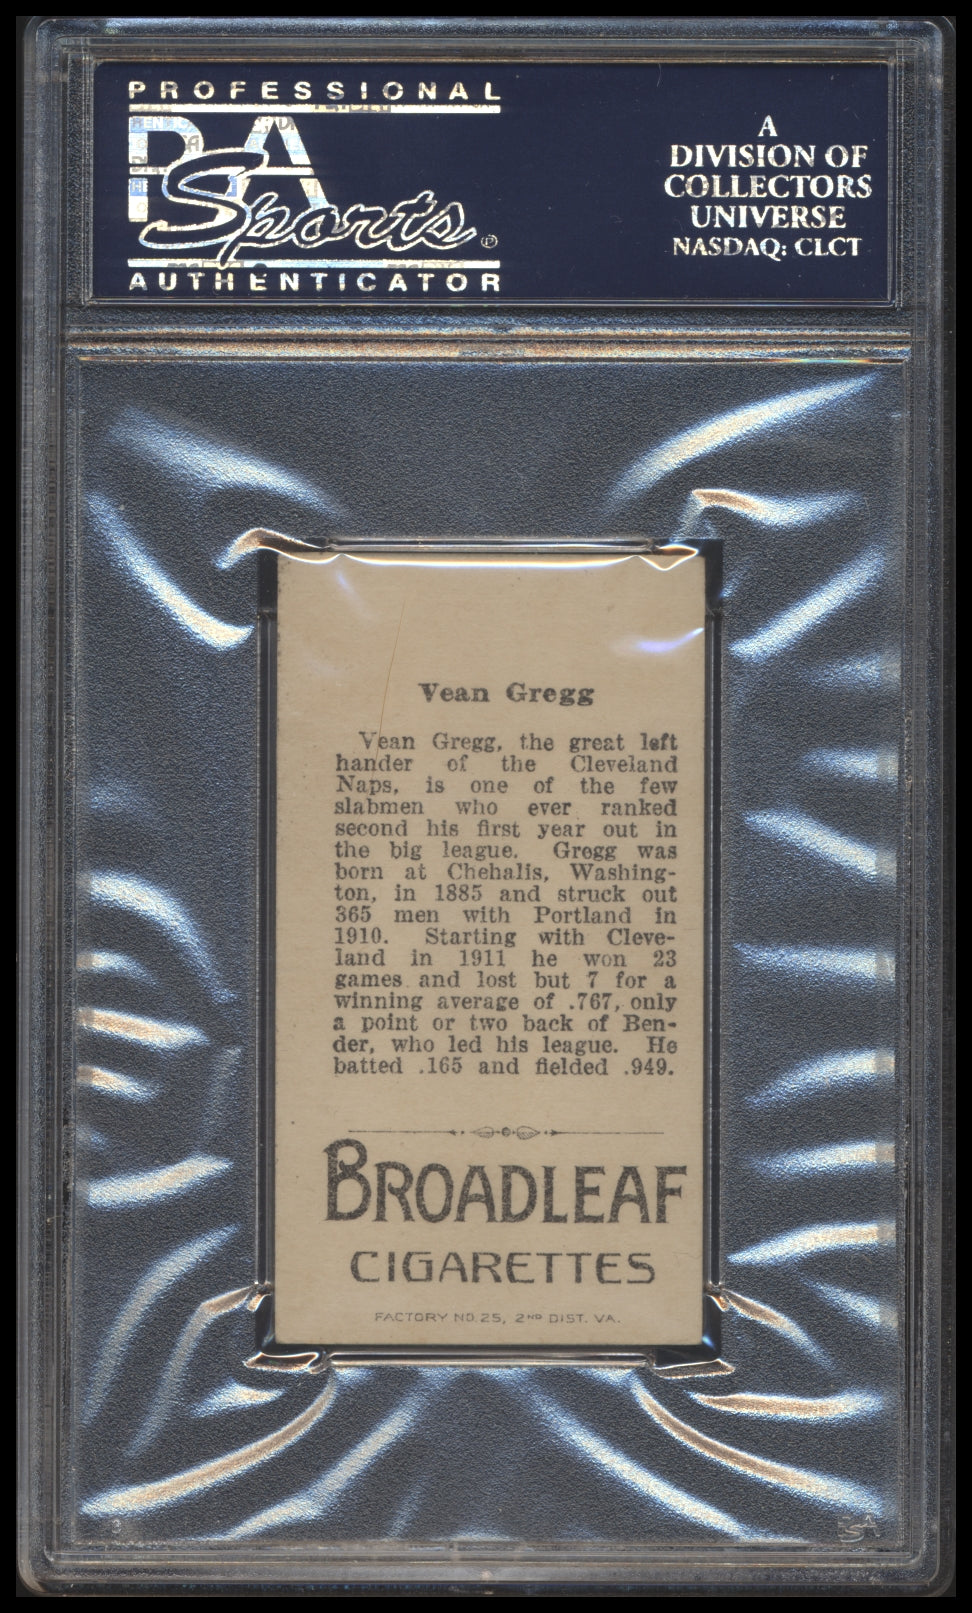 PROFESSIONAL
PSA
Sports
AUTHENTICATOR
A
DIVISION OF
COLLECTORS
UNIVERSE
NASDAQ: CLCT
Vean Gregg
Vean Gregg, the great left
hander of the Cleveland
Naps, is one of the few
slabmen who ever ranked
second his first year out in
the big league. Gregg was
born at Chehalis, Washing-
ton, in 1885 and struck out
365 men with Portland in
1910. Starting with Cleve-
land in 1911 he won 23
games and lost but 7 for a
winning average of .767, only
a point or two back of Ben-
der, who led his league. He
batted .165 and fielded .949.
BROADLEAF
CIGARETTES
FACTORY NO. 25, 2ND DIST. VA.
PSA